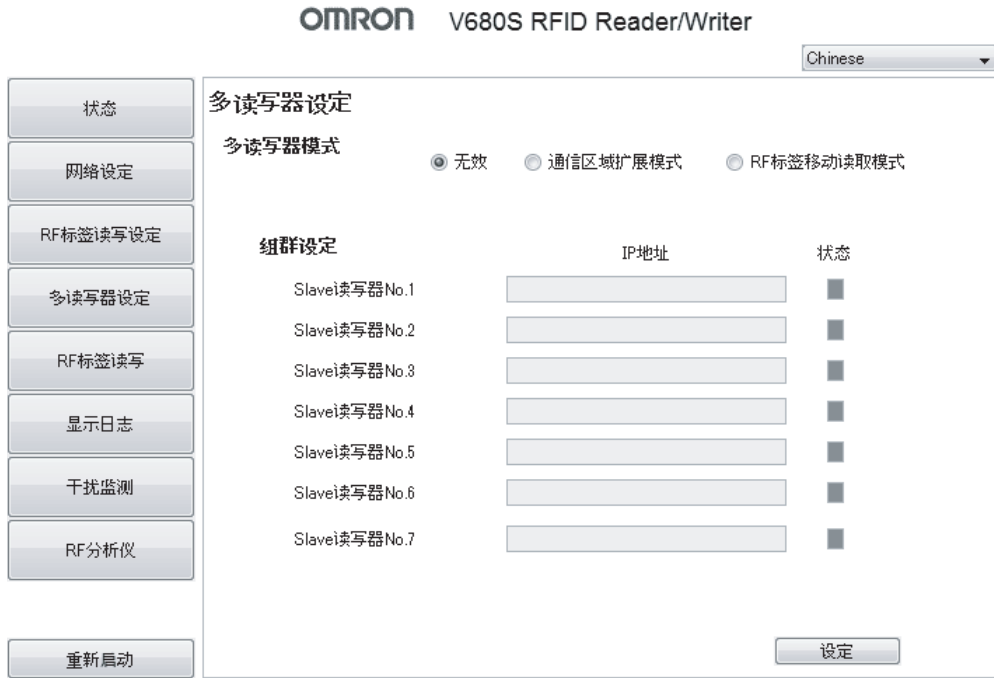 OMRON V680S RFID Reader/Writer
Chinese
状态
网络设定
RF标签读写设定
多读写器设定
RF标签读写
显示日志
干扰监测
RF分析仪
重新启动
多读写器设定
多读写器模式
无效 通信区域扩展模式 RF标签移动读取模式
组群设定 IP地址 状态
Slave读写器No.1
Slave读写器No.2
Slave读写器No.3
Slave读写器No.4
Slave读写器No.5
Slave读写器No.6
Slave读写器No.7
设定